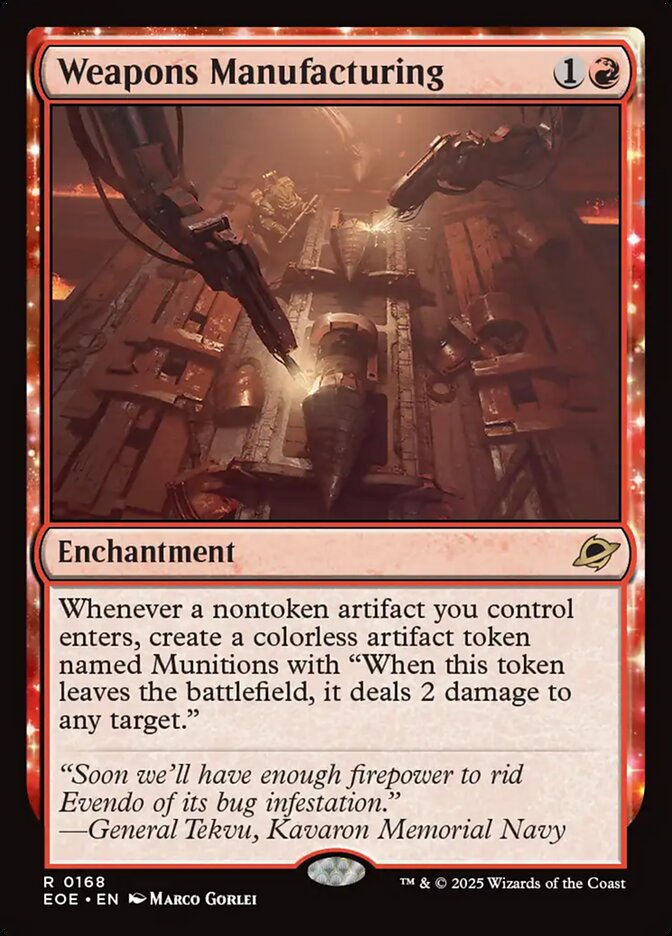 Weapons Manufacturing 1
Enchantment
Whenever a nontoken artifact you control
enters, create a colorless artifact token
named Munitions with “When this token
leaves the battlefield, it deals 2 damage to
any target.”
“Soon we’ll have enough firepower to rid
Evendo of its bug infestation.”
—General Tekvu, Kavaron Memorial Navy
R 0168
EOE • EN Marco Gorlei
™ & © 2025 Wizards of the Coast